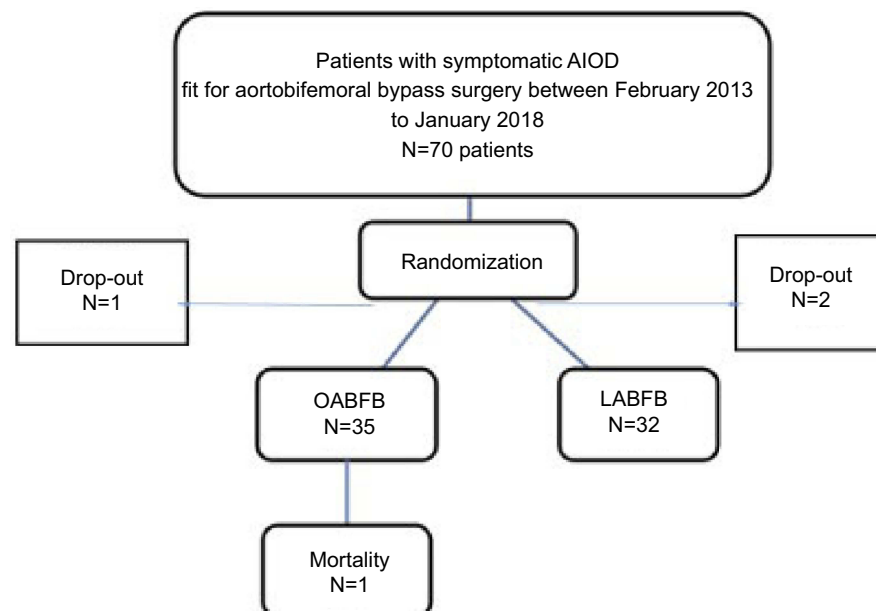 Patients with symptomatic AIOD
fit for aortobifemoral bypass surgery between February 2013
to January 2018
N=70 patients
Randomization
Drop-out
N=1
Drop-out
N=2
OABFB
N=35
LABFB
N=32
Mortality
N=1